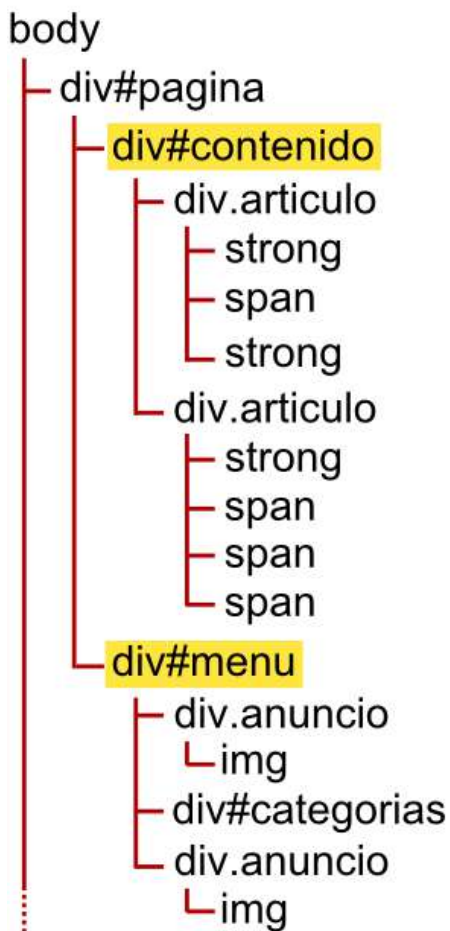 body
div#pagina
div#contenido
div.articulo
strong
span
strong
div.articulo
strong
span
span
span
div#menu
div.anuncio
img
div#categorias
div.anuncio
img